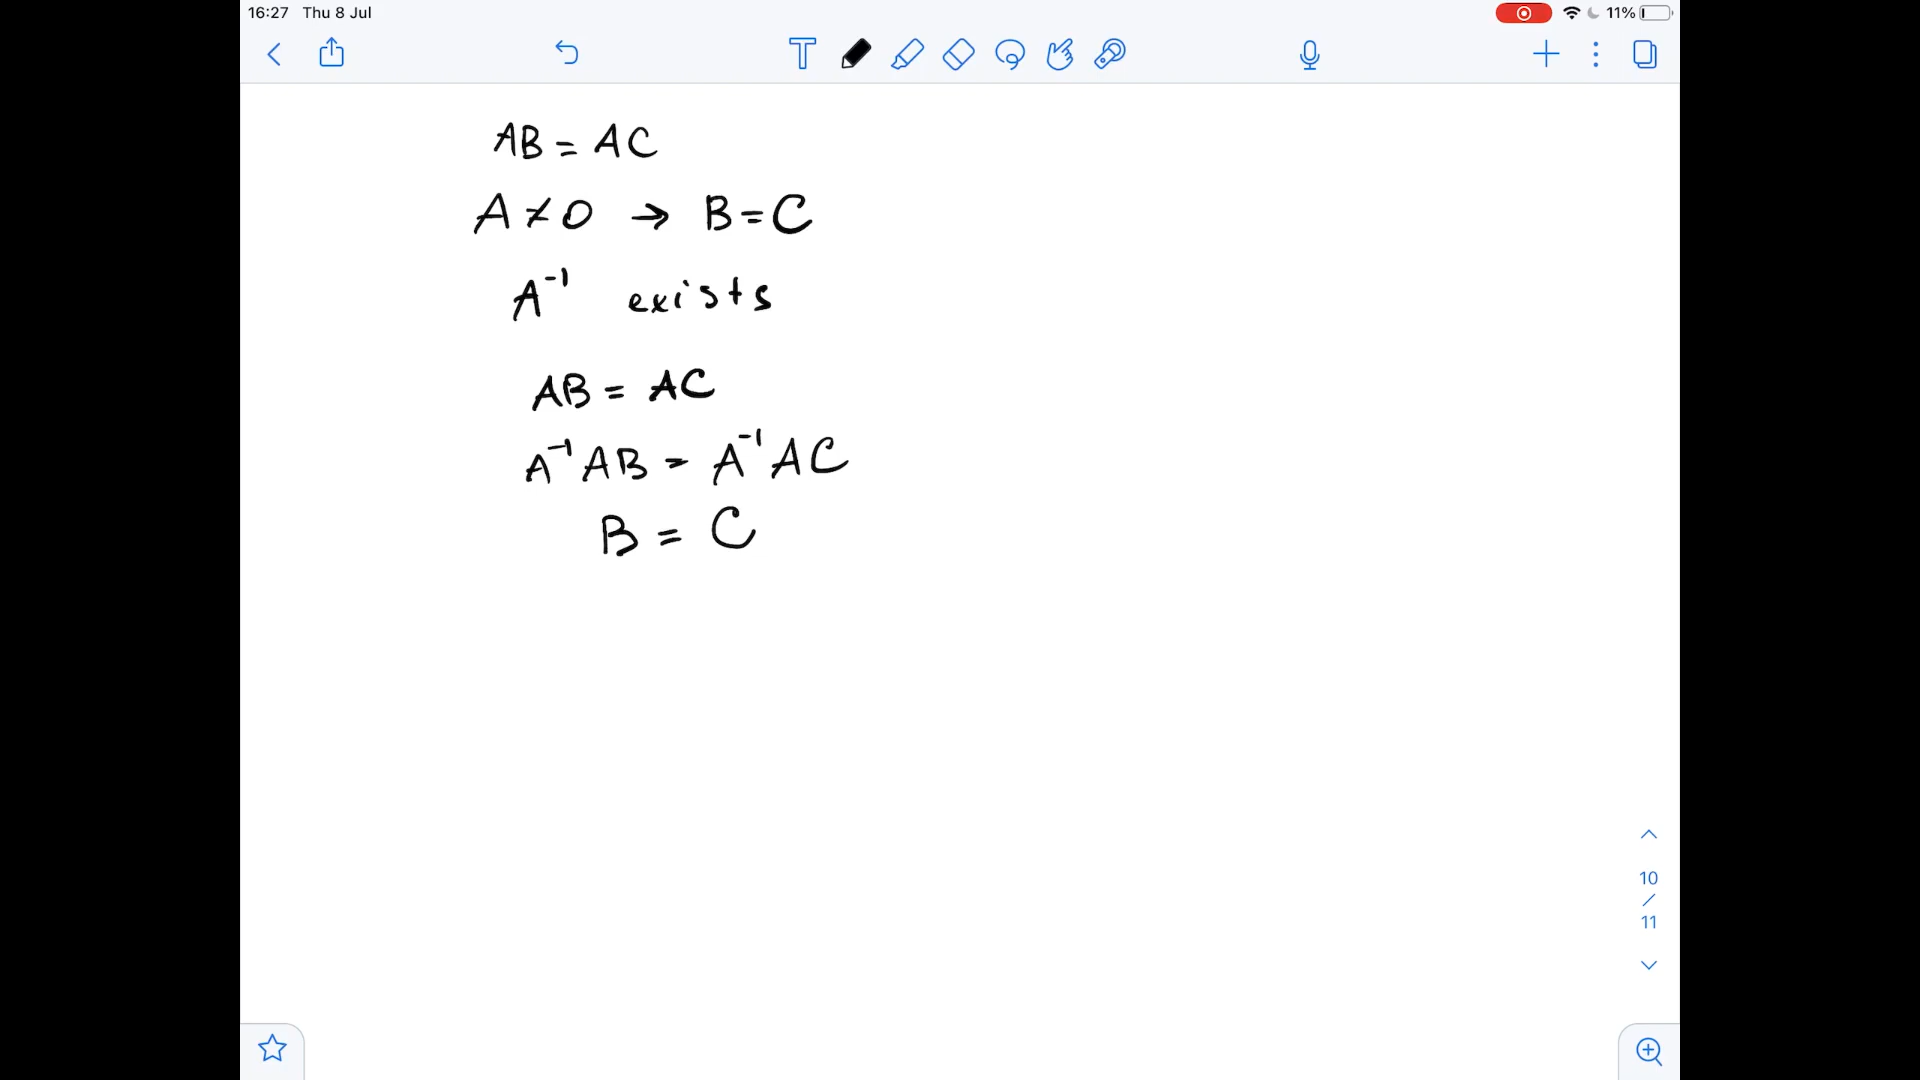 16:27 Thu 8 Jul 11%
T
AB = AC
A ≠ 0 → B = C
A⁻¹ exists
AB = AC
A⁻¹AB = A⁻¹AC
B = C
10
/
11